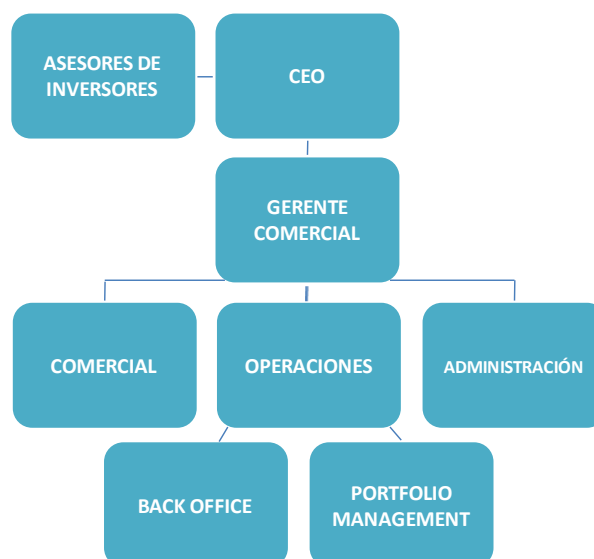 ASESORES DE
INVERSORES
CEO
GERENTE
COMERCIAL
COMERCIAL
OPERACIONES
ADMINISTRACIÓN
BACK OFFICE
PORTFOLIO
MANAGEMENT